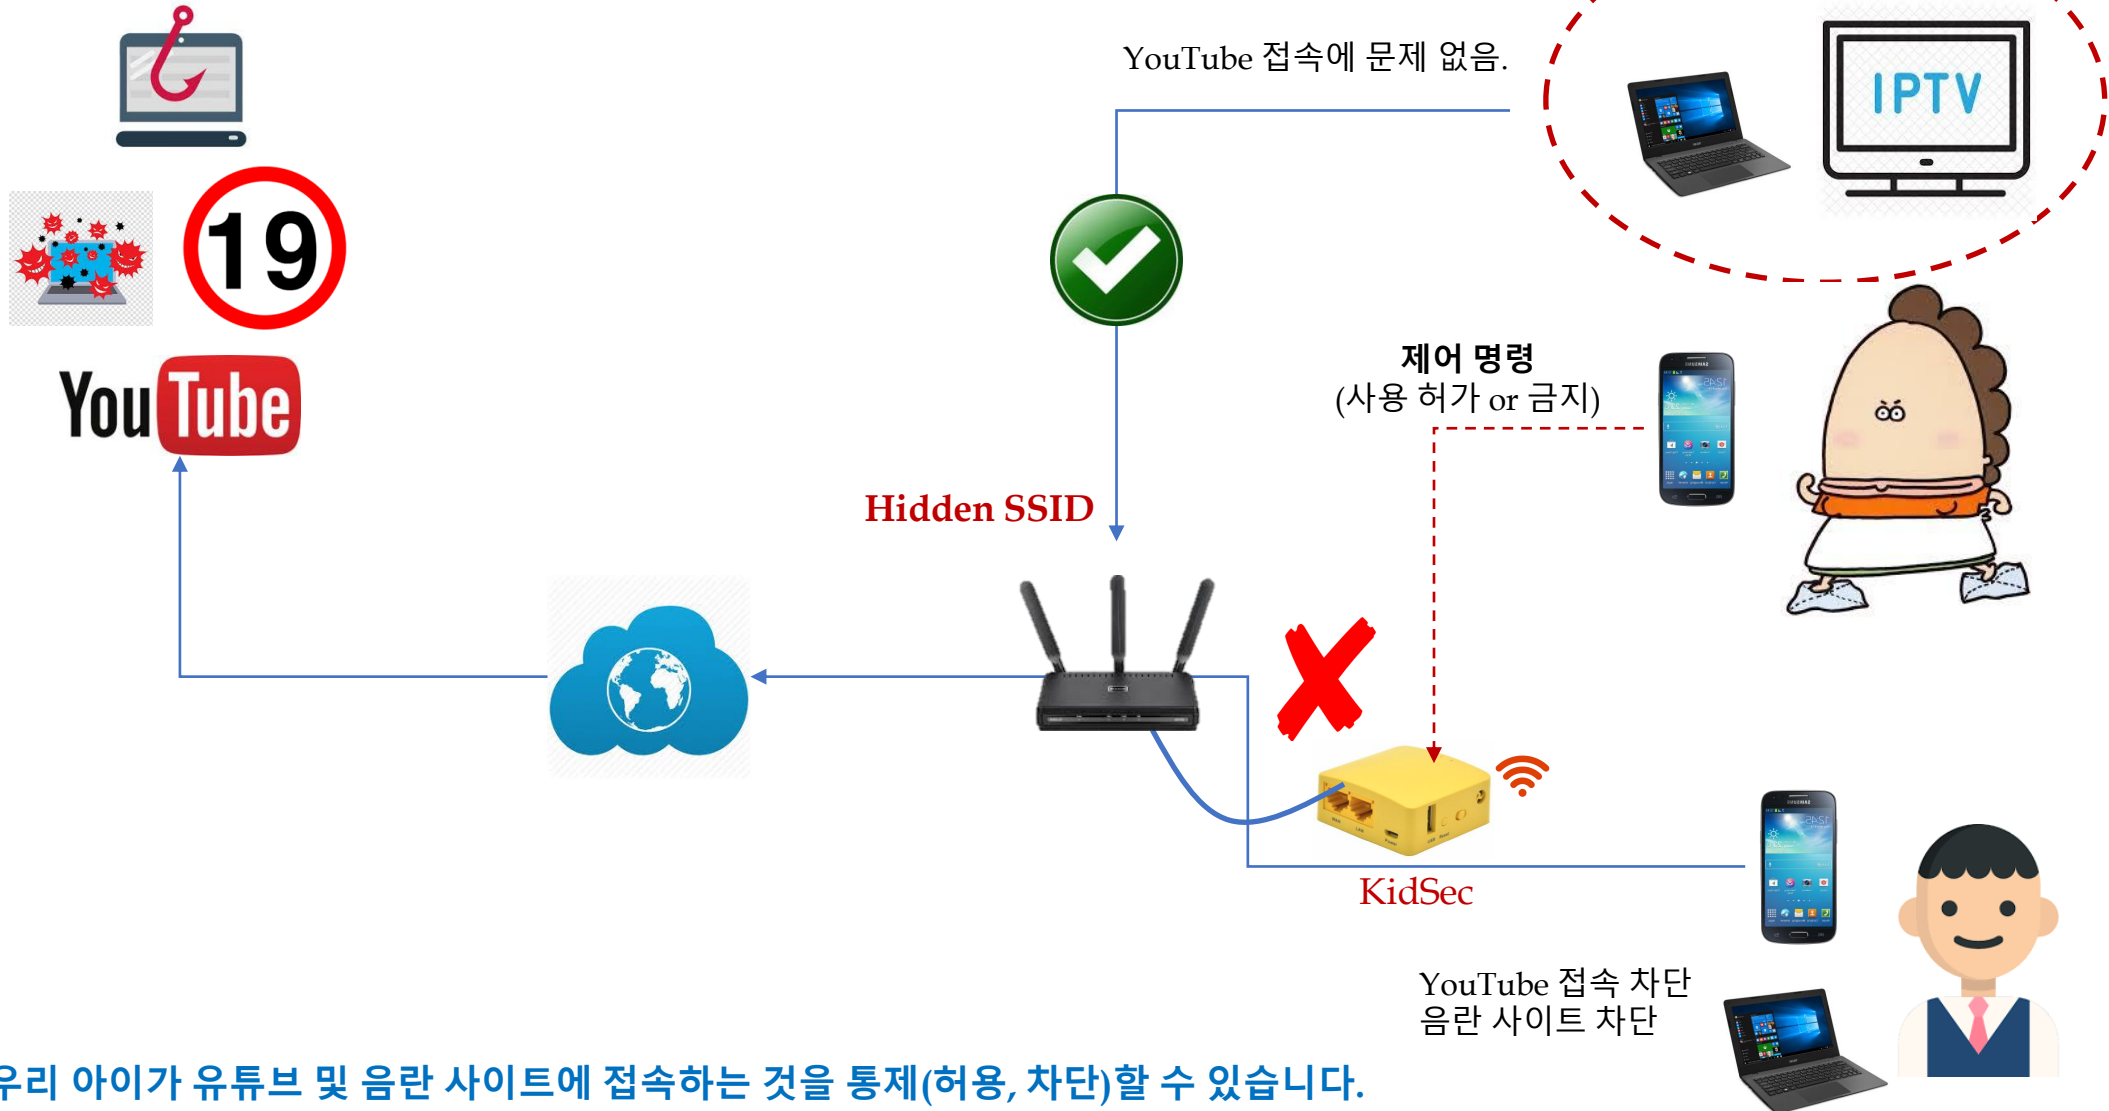 YouTube 접속에 문제 없음.
IPTV
19
YouTube
제어 명령
(사용 허가 or 금지)
Hidden SSID
KidSec
YouTube 접속 차단
음란 사이트 차단
우리 아이가 유튜브 및 음란 사이트에 접속하는 것을 통제(허용, 차단)할 수 있습니다.